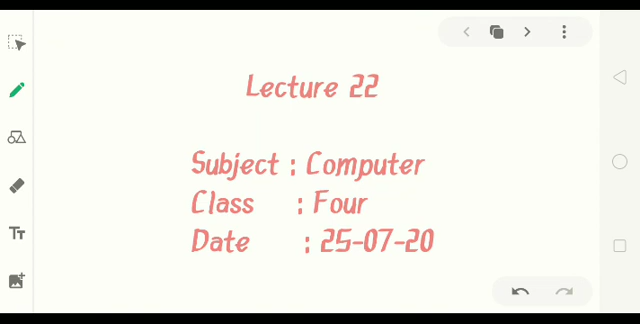 Lecture 22
Subject : Computer
Class : Four
Date : 25-07-20